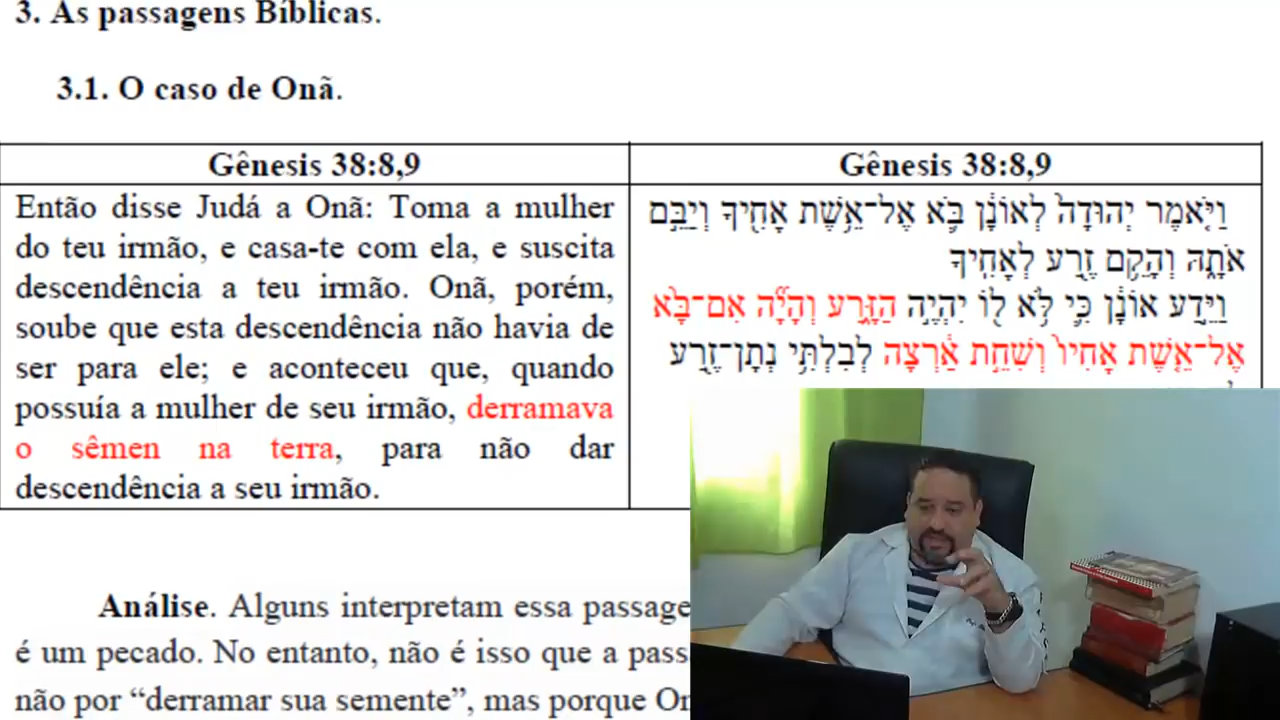 3. As passagens Bíblicas.
3.1. O caso de Onã.
Gênesis 38:8,9
Então disse Judá a Onã: Toma a mulher
do teu irmão, e casa-te com ela, e suscita
descendência a teu irmão. Onã, porém,
soube que esta descendência não havia de
ser para ele; e aconteceu que, quando
possuía a mulher de seu irmão, derramava
o sêmen na terra, para não dar
descendência a seu irmão.
Gênesis 38:8,9
וַיֹּ֤אמֶר יְהוּדָה֙ לְאוֹנָ֔ן בֹּ֛א אֶל־אֵ֥שֶׁת אָחִ֖יךָ וְיַבֵּ֣ם
אֹתָ֑הּ וְהָקֵ֥ם זֶ֖רַע לְאָחִֽיךָ
וַיֵּ֣דַע אוֹנָ֔ן כִּ֛י לֹּ֥א ל֖וֹ יִהְיֶ֣ה הַזָּ֑רַע וְהָיָ֞ה אִם־בָּ֨א
אֶל־אֵ֤שֶׁת אָחִיו֙ וְשִׁחֵ֣ת אַ֔רְצָה לְבִלְתִּ֥י נְתָן־זֶ֖רַע
Análise. Alguns interpretam essa passage
é um pecado. No entanto, não é isso que a pass
não por “derramar sua semente”, mas porque On